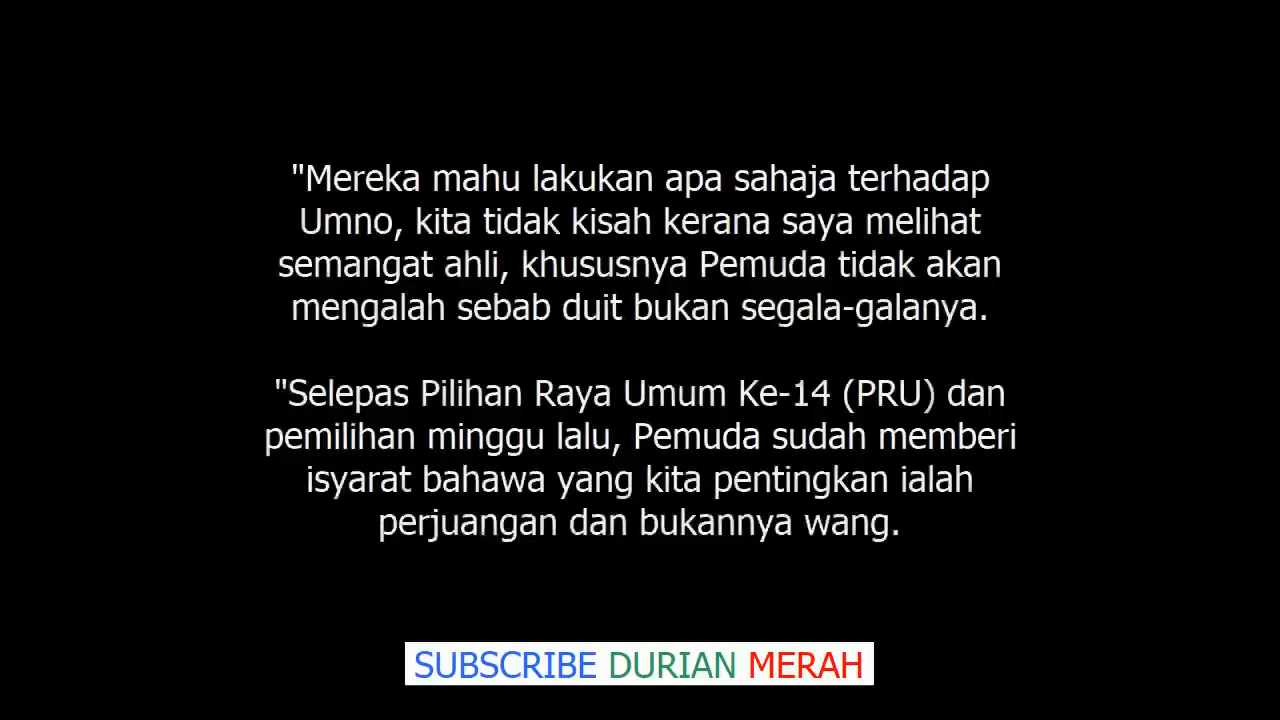 "Mereka mahu lakukan apa sahaja terhadap
Umno, kita tidak kisah kerana saya melihat
semangat ahli, khususnya Pemuda tidak akan
mengalah sebab duit bukan segala-galanya.
"Selepas Pilihan Raya Umum Ke-14 (PRU) dan
pemilihan minggu lalu, Pemuda sudah memberi
isyarat bahawa yang kita pentingkan ialah
perjuangan dan bukannya wang.
SUBSCRIBE DURIAN MERAH